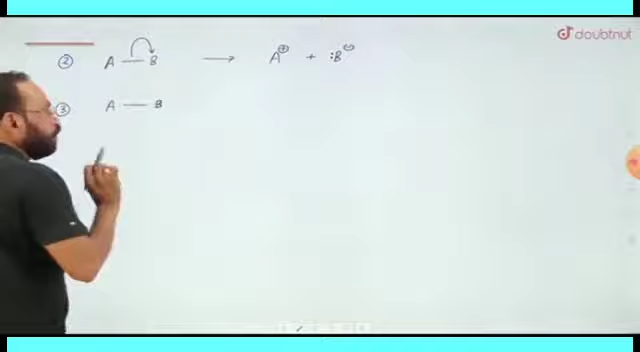 doubtnut
② A — B ⟶ A⊕ + :B⊖
③ A — B